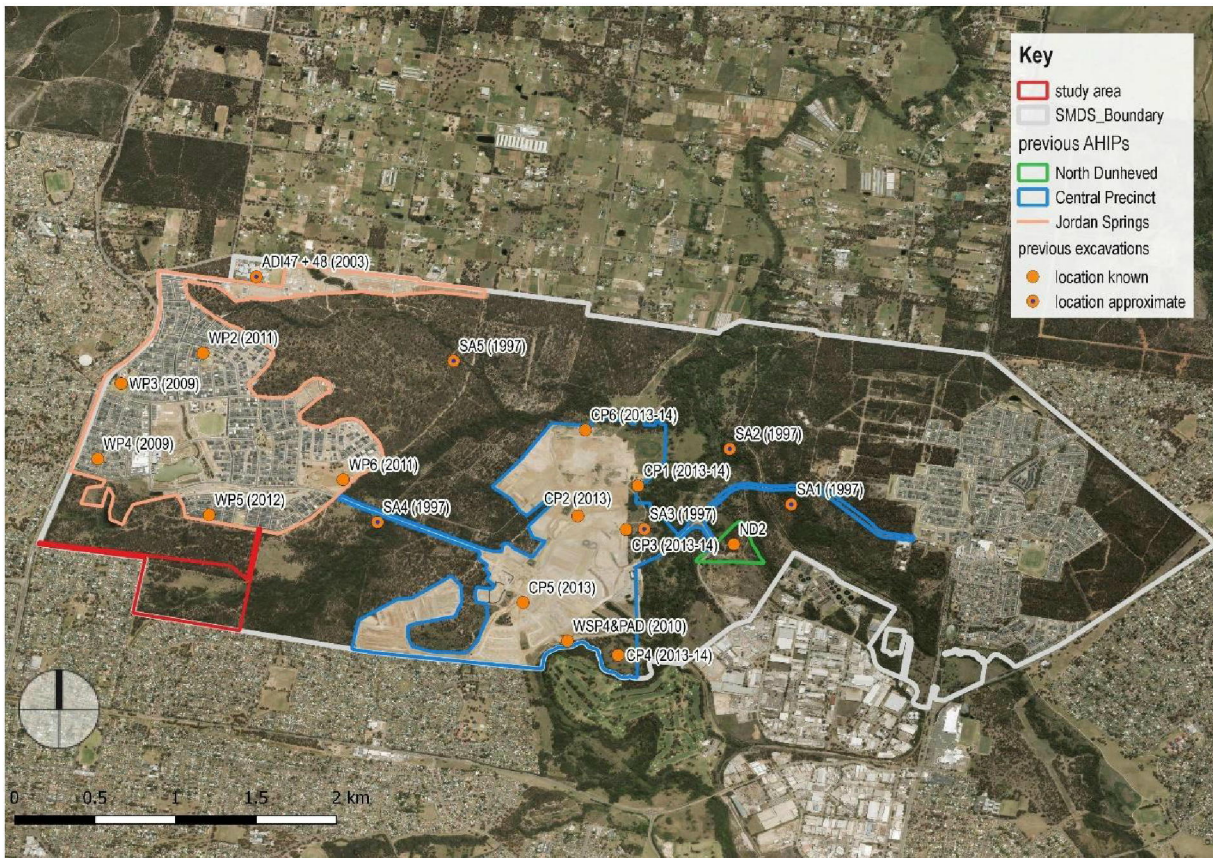 Key
study area
SMDS_Boundary
previous AHIPs
North Dunheved
Central Precinct
Jordan Springs
previous excavations
location known
location approximate
ADI47 + 48 (2003)
WP2 (2011)
SA5 (1997)
WP3 (2009)
CP6 (2013-14)
SA2 (1997)
WP4 (2009)
WP6 (2011)
CP1 (2013-14)
SA1 (1997)
WP5 (2012)
SA4 (1997)
CP2 (2013)
SA3 (1997)
ND2
CP3 (2013-14)
CP5 (2013)
WSP4&PAD (2010)
CP4 (2013-14)
0 0.5 1 1.5 2 km